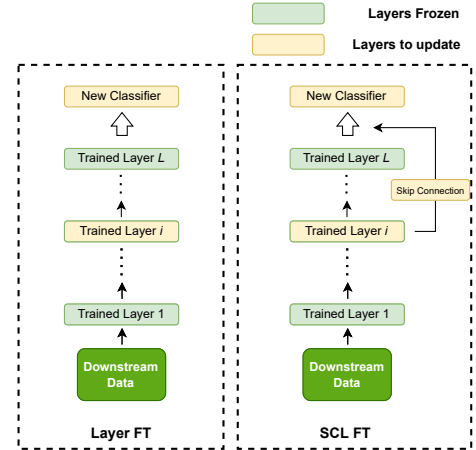 Layers Frozen
Layers to update
New Classifier
Trained Layer L
Trained Layer i
Trained Layer 1
Downstream
Data
Layer FT
New Classifier
Trained Layer L
Skip Connection
Trained Layer i
Trained Layer 1
Downstream
Data
SCL FT